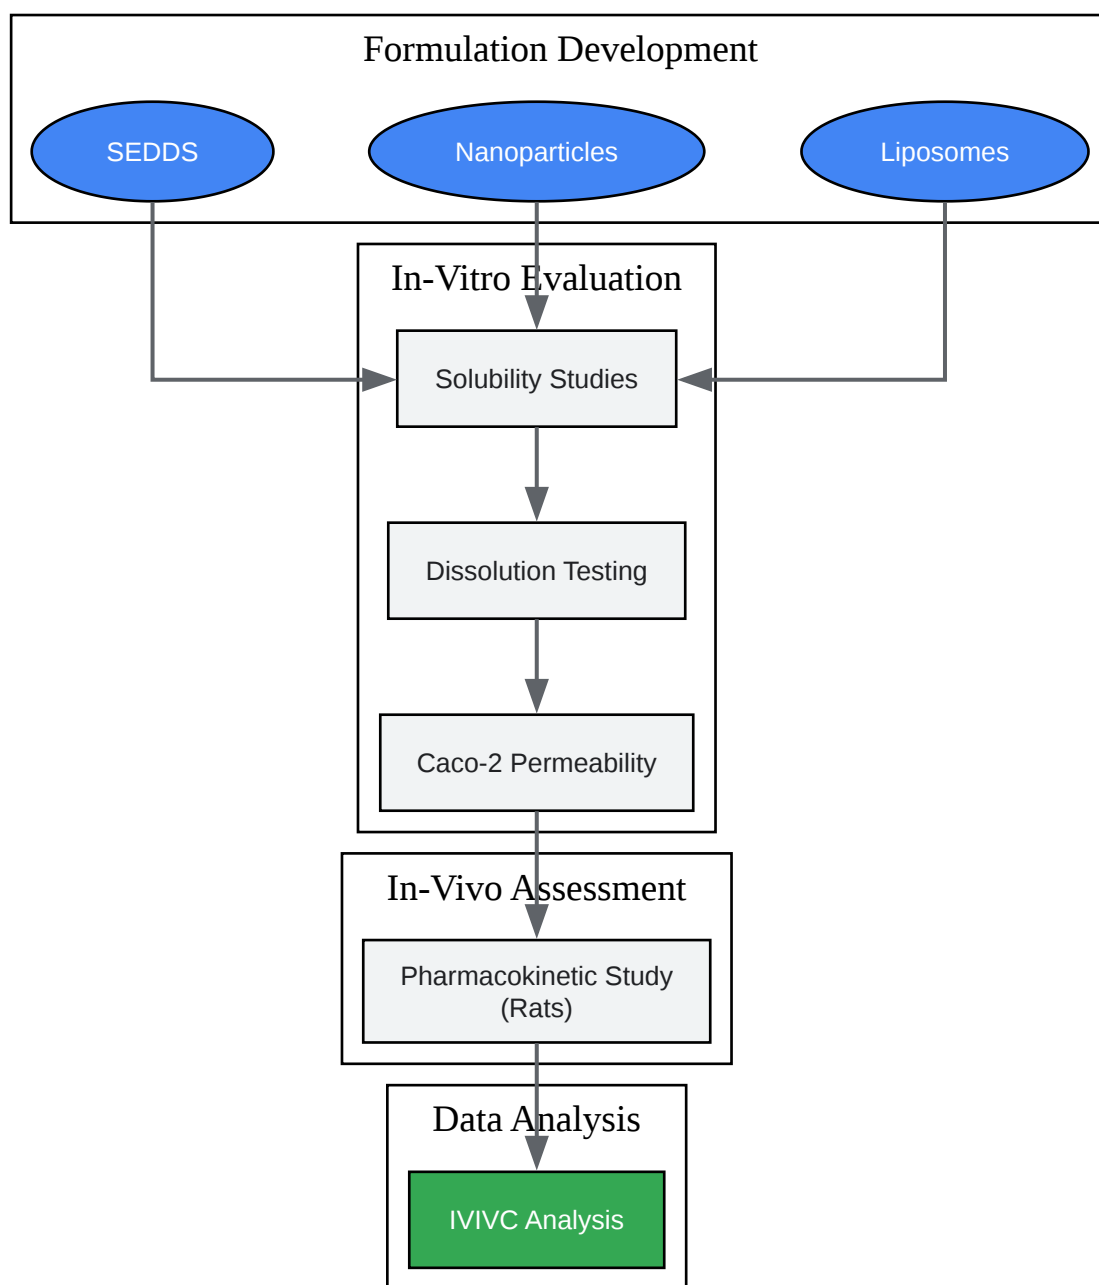 Formulation Development
SEDDS
Nanoparticles
Liposomes
In-Vitro Evaluation
Solubility Studies
Dissolution Testing
Caco-2 Permeability
In-Vivo Assessment
Pharmacokinetic Study
(Rats)
Data Analysis
IVIVC Analysis